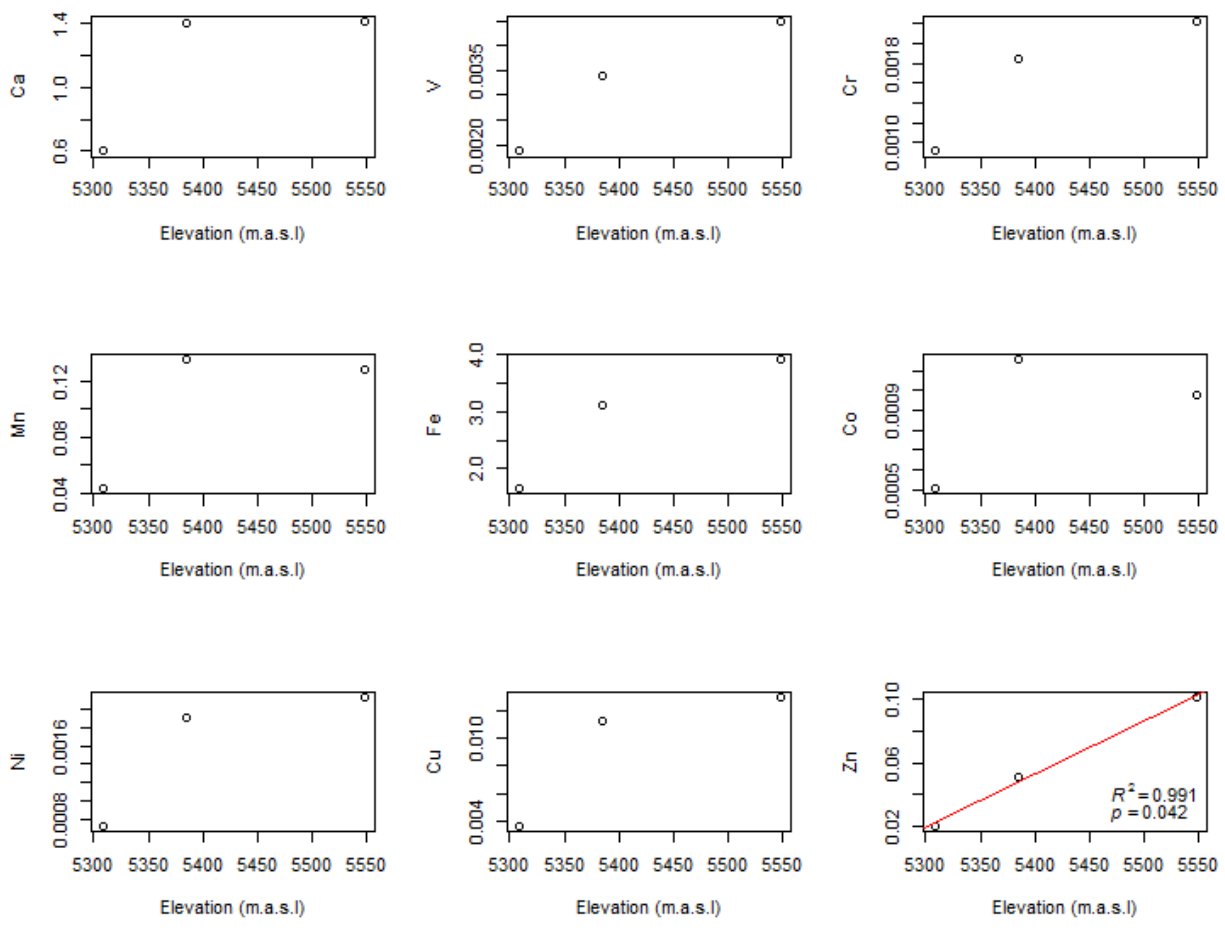 Ca
0.6 1.0 1.4
5300 5350 5400 5450 5500 5550
Elevation (m.a.s.l)
V
0.0020 0.0035
5300 5350 5400 5450 5500 5550
Elevation (m.a.s.l)
Cr
0.0010 0.0018
5300 5350 5400 5450 5500 5550
Elevation (m.a.s.l)
Mn
0.04 0.08 0.12
5300 5350 5400 5450 5500 5550
Elevation (m.a.s.l)
Fe
2.0 3.0 4.0
5300 5350 5400 5450 5500 5550
Elevation (m.a.s.l)
Co
0.0005 0.0009
5300 5350 5400 5450 5500 5550
Elevation (m.a.s.l)
Ni
0.0008 0.0016
5300 5350 5400 5450 5500 5550
Elevation (m.a.s.l)
Cu
0.004 0.010
5300 5350 5400 5450 5500 5550
Elevation (m.a.s.l)
Zn
0.02 0.06 0.10
R²=0.991
p=0.042
5300 5350 5400 5450 5500 5550
Elevation (m.a.s.l)